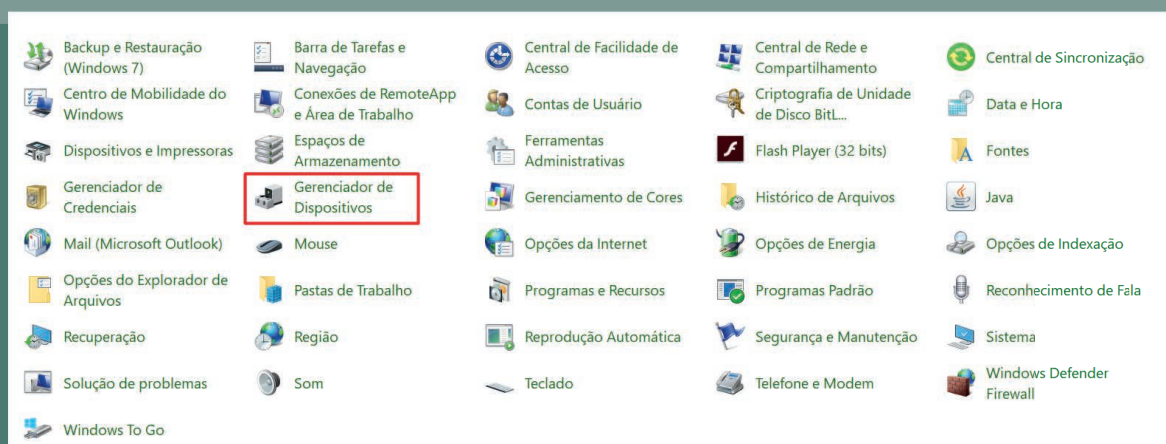 Backup e Restauração
(Windows 7)
Barra de Tarefas e
Navegação
Central de Facilidade de
Acesso
Central de Rede e
Compartilhamento
Central de Sincronização
Centro de Mobilidade do
Windows
Conexões de RemoteApp
e Área de Trabalho
Contas de Usuário
Criptografia de Unidade
de Disco BitL...
Data e Hora
Dispositivos e Impressoras
Espaços de
Armazenamento
Ferramentas
Administrativas
Flash Player (32 bits)
Fontes
Gerenciador de
Credenciais
Gerenciador de
Dispositivos
Gerenciamento de Cores
Histórico de Arquivos
Java
Mail (Microsoft Outlook)
Mouse
Opções da Internet
Opções de Energia
Opções de Indexação
Opções do Explorador de
Arquivos
Pastas de Trabalho
Programas e Recursos
Programas Padrão
Reconhecimento de Fala
Recuperação
Região
Reprodução Automática
Segurança e Manutenção
Sistema
Solução de problemas
Som
Teclado
Telefone e Modem
Windows Defender
Firewall
Windows To Go